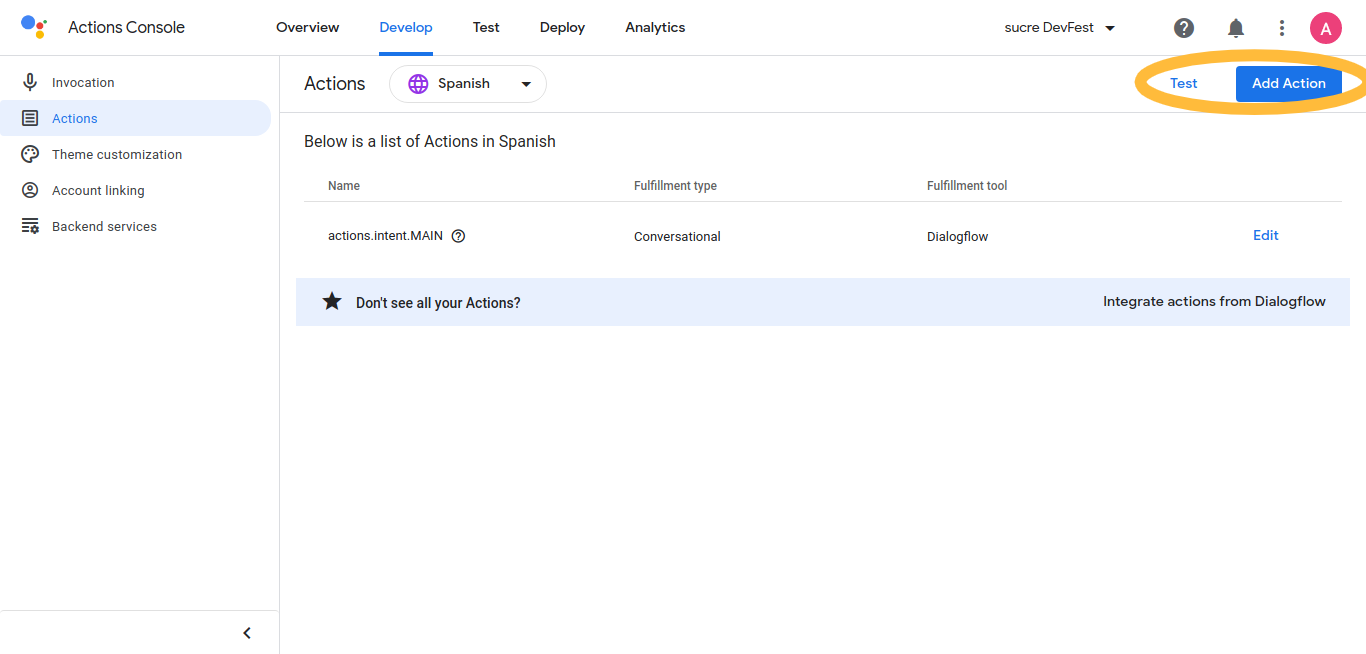 Actions Console Overview Develop Test Deploy Analytics sucre DevFest A
Invocation
Actions
Theme customization
Account linking
Backend services
Actions Spanish Test Add Action
Below is a list of Actions in Spanish
Name Fulfillment type Fulfillment tool
actions.intent.MAIN Conversational Dialogflow Edit
Don't see all your Actions? Integrate actions from Dialogflow